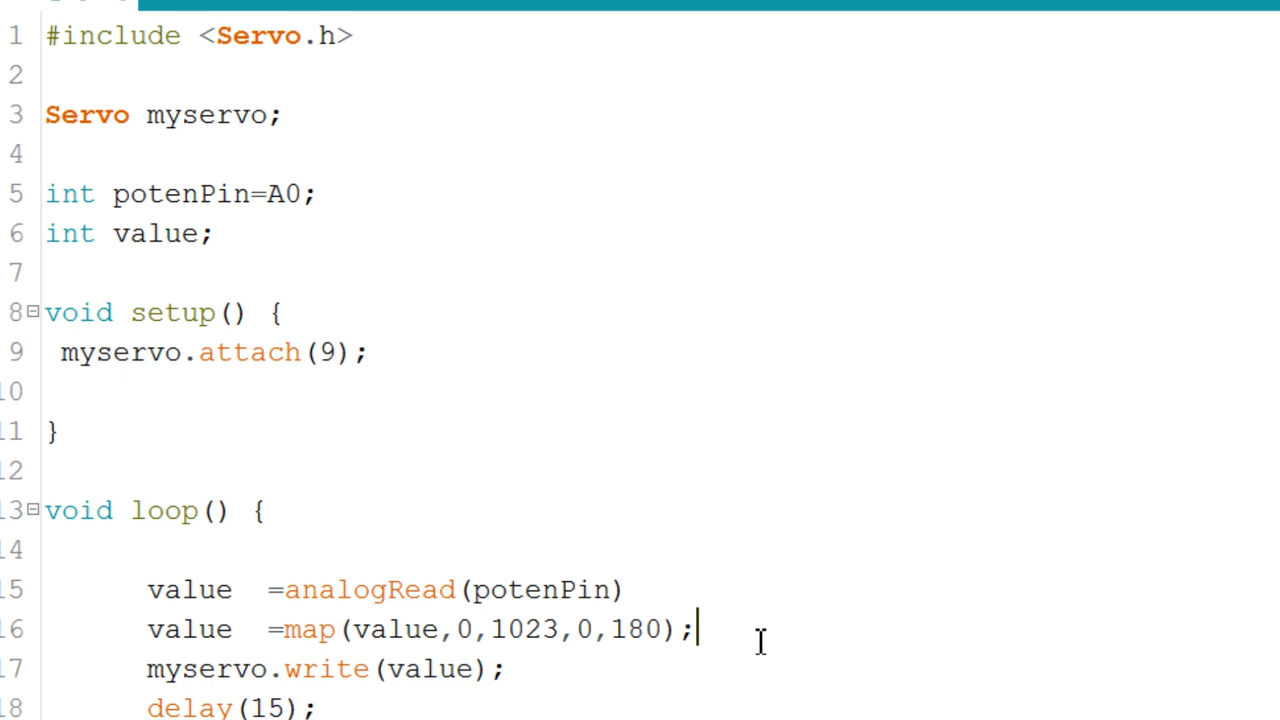 1 #include <Servo.h>
2
3 Servo myservo;
4
5 int potenPin=A0;
6 int value;
7
8 void setup() {
9 myservo.attach(9);
10
11 }
12
13 void loop() {
14
15 value =analogRead(potenPin)
16 value =map(value,0,1023,0,180);
17 myservo.write(value);
18 delay(15);